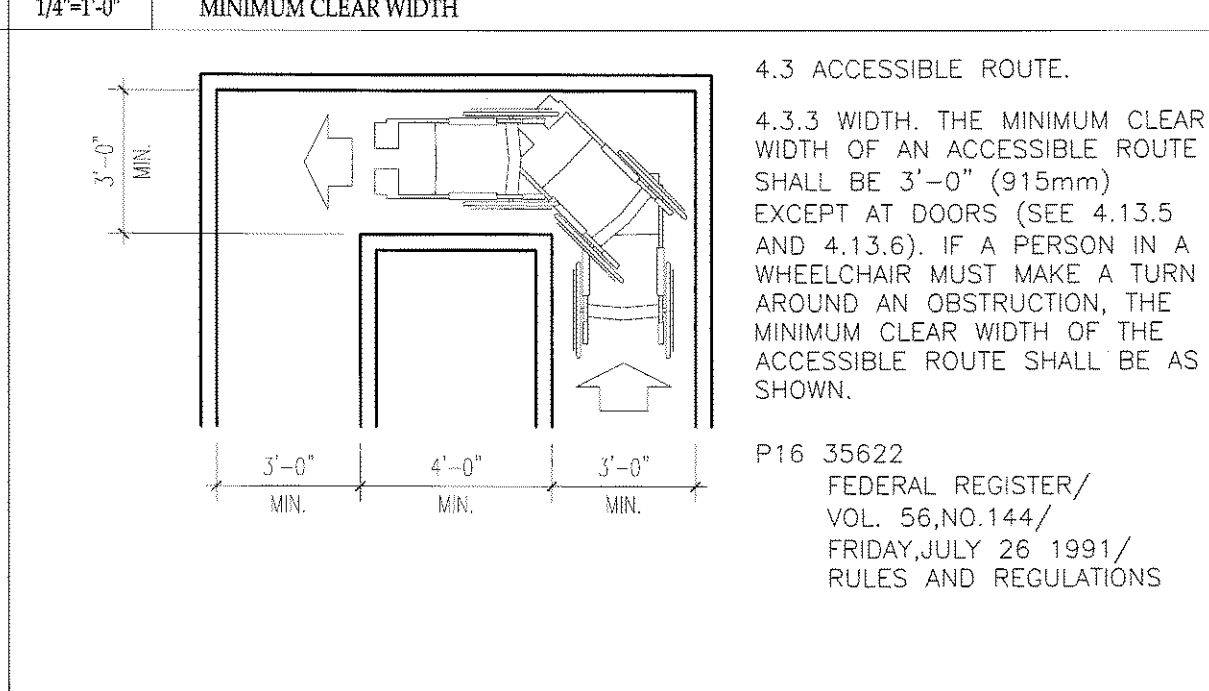 1/4"=1'-0" MINIMUM CLEAR WIDTH
3'-0"
MIN.
3'-0"
MIN.
4'-0"
MIN.
3'-0"
MIN.
4.3 ACCESSIBLE ROUTE.
4.3.3 WIDTH. THE MINIMUM CLEAR
WIDTH OF AN ACCESSIBLE ROUTE
SHALL BE 3'-0" (915mm)
EXCEPT AT DOORS (SEE 4.13.5
AND 4.13.6). IF A PERSON IN A
WHEELCHAIR MUST MAKE A TURN
AROUND AN OBSTRUCTION, THE
MINIMUM CLEAR WIDTH OF THE
ACCESSIBLE ROUTE SHALL BE AS
SHOWN.
P16 35622
FEDERAL REGISTER/
VOL. 56,NO.144/
FRIDAY,JULY 26 1991/
RULES AND REGULATIONS